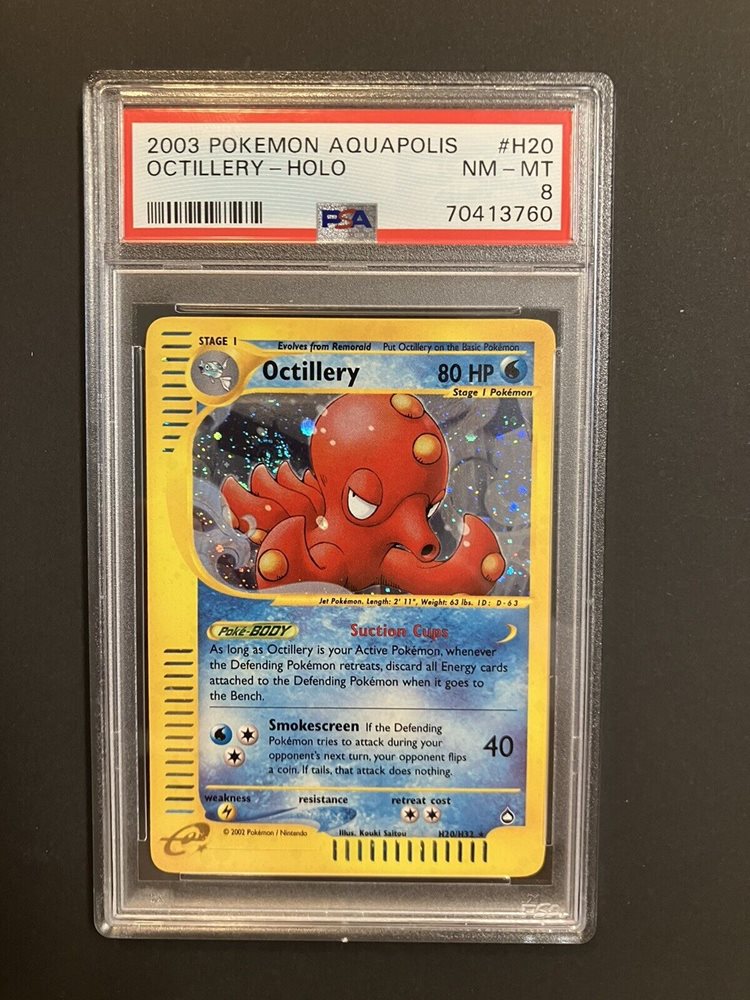 2003 POKEMON AQUAPOLIS #H20
OCTILLERY – HOLO NM – MT
8
PSA 70413760
STAGE 1 Evolves from Remoraid Put Octillery on the Basic Pokémon
Octillery 80 HP
Stage 1 Pokémon
Jet Pokémon. Length: 2' 11", Weight: 63 lbs. ID: D-63
Poké-BODY Suction Cups
As long as Octillery is your Active Pokémon, whenever
the Defending Pokémon retreats, discard all Energy cards
attached to the Defending Pokémon when it goes to
the Bench.
Smokescreen If the Defending
Pokémon tries to attack during your
opponent's next turn, your opponent flips
a coin. If tails, that attack does nothing.
40
weakness resistance retreat cost
© 2002 Pokémon / Nintendo Illus. Kouki Saitou H20/H32 ★
e
PSA